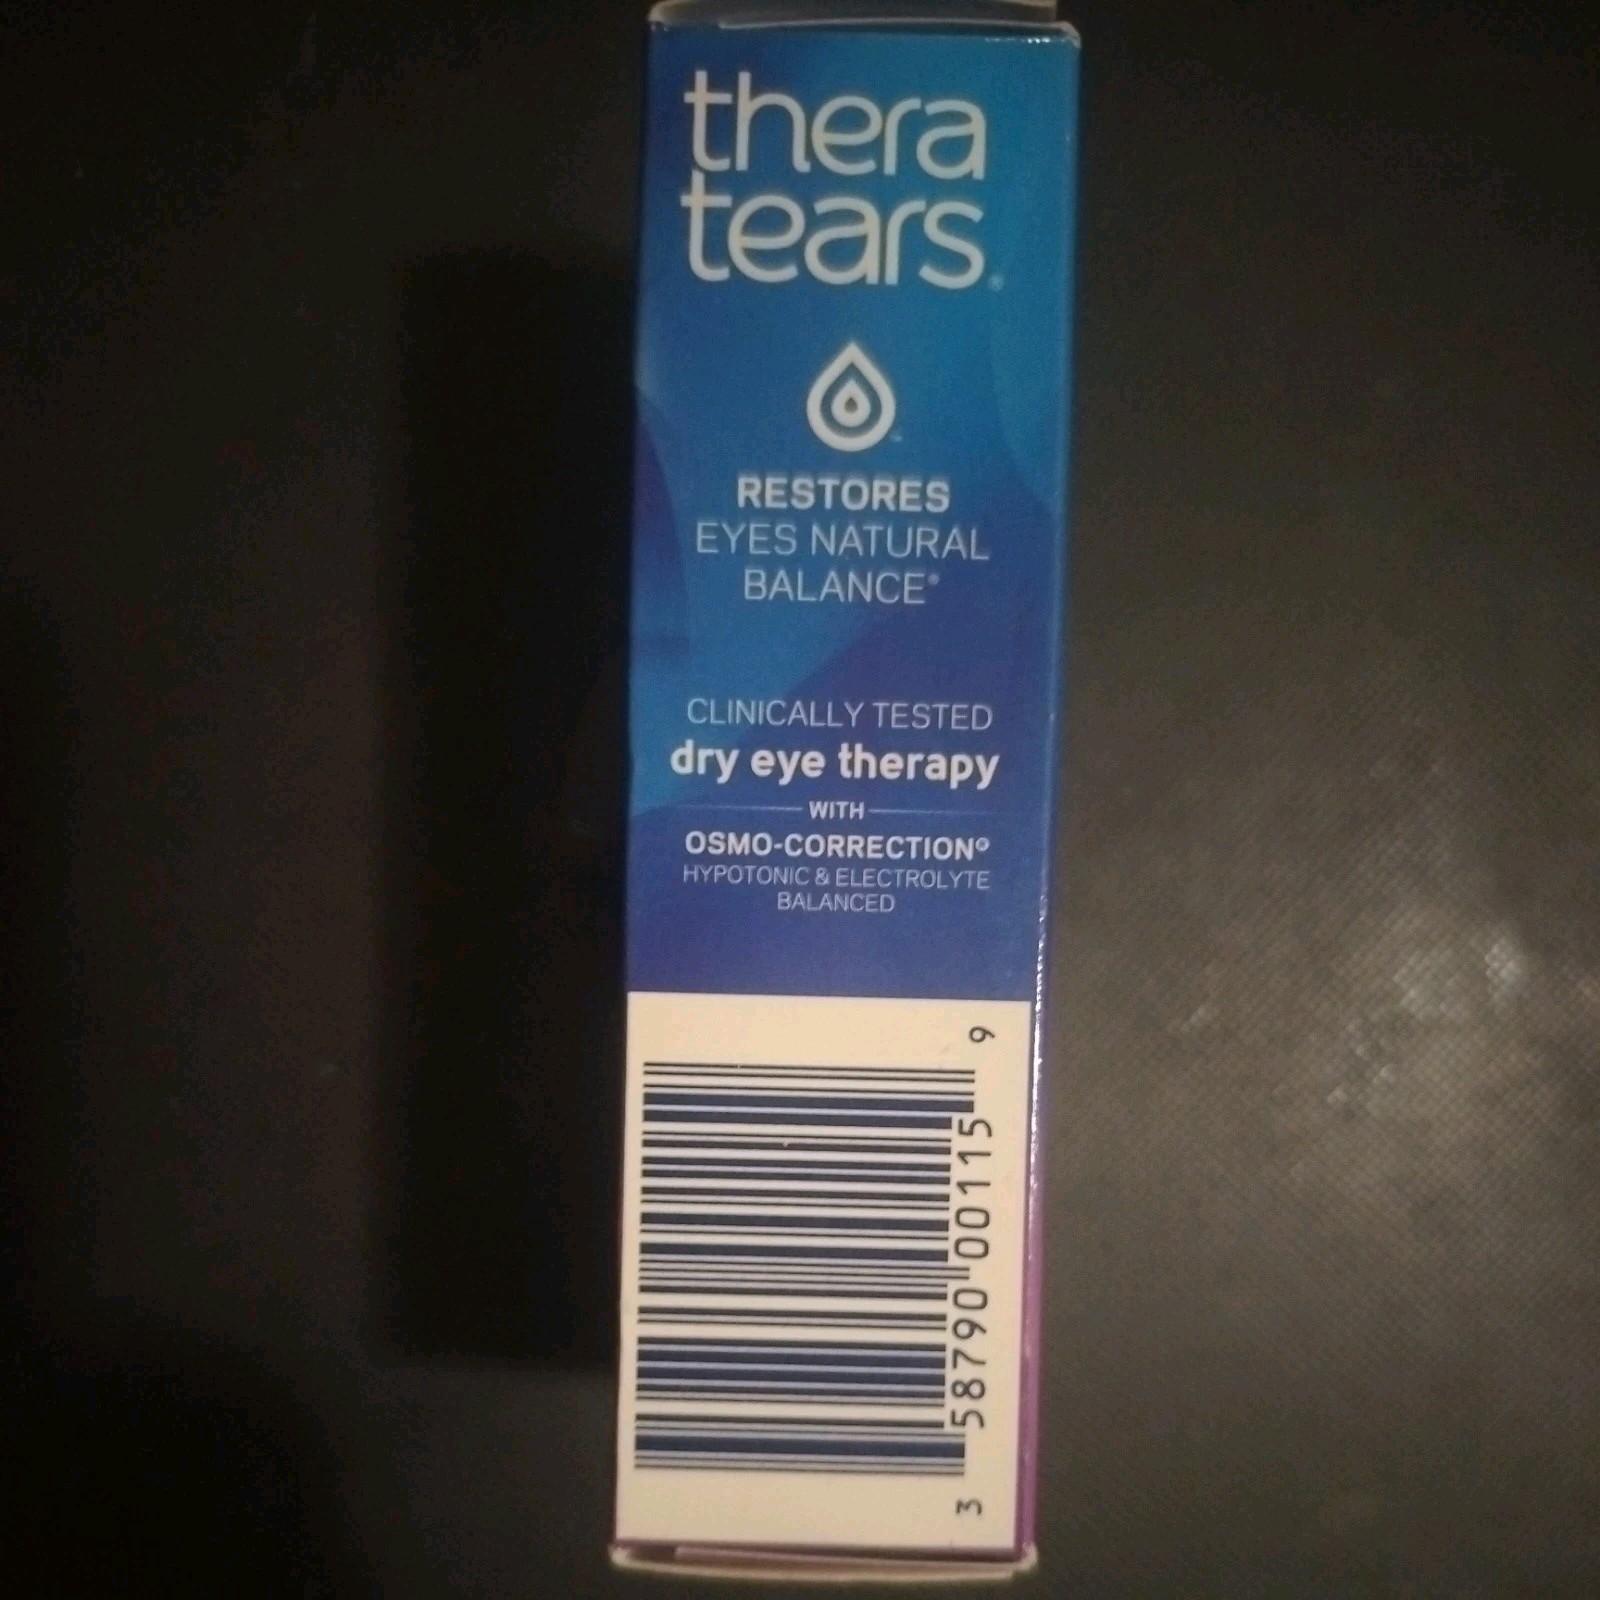 thera
tears®
RESTORES
EYES NATURAL
BALANCE®
CLINICALLY TESTED
dry eye therapy
WITH
OSMO-CORRECTION®
HYPOTONIC & ELECTROLYTE
BALANCED
3 58790 00115 9